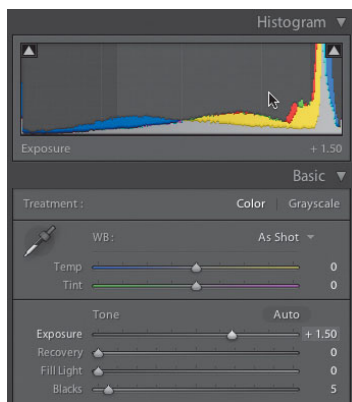 Histogram
Exposure + 1.50
Basic
Treatment : Color Grayscale
WB : As Shot
Temp 0
Tint 0
Tone Auto
Exposure + 1.50
Recovery 0
Fill Light 0
Blacks 5